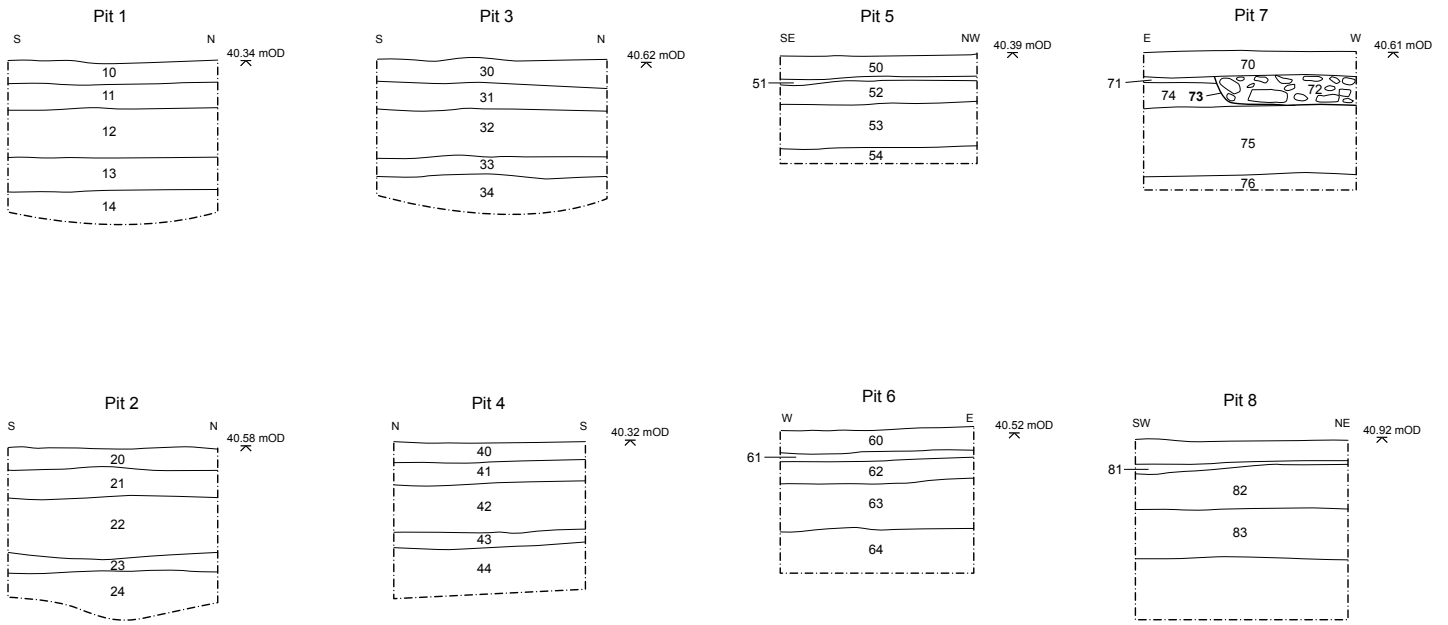 Pit 1
S N
40.34 mOD
10
11
12
13
14
Pit 3
S N
40.62 mOD
30
31
32
33
34
Pit 5
SE NW
40.39 mOD
50
51
52
53
54
Pit 7
E W
40.61 mOD
70
71
72
74 73
75
76
Pit 2
S N
40.58 mOD
20
21
22
23
24
Pit 4
N S
40.32 mOD
40
41
42
43
44
Pit 6
W E
40.52 mOD
60
61
62
63
64
Pit 8
SW NE
40.92 mOD
81
82
83